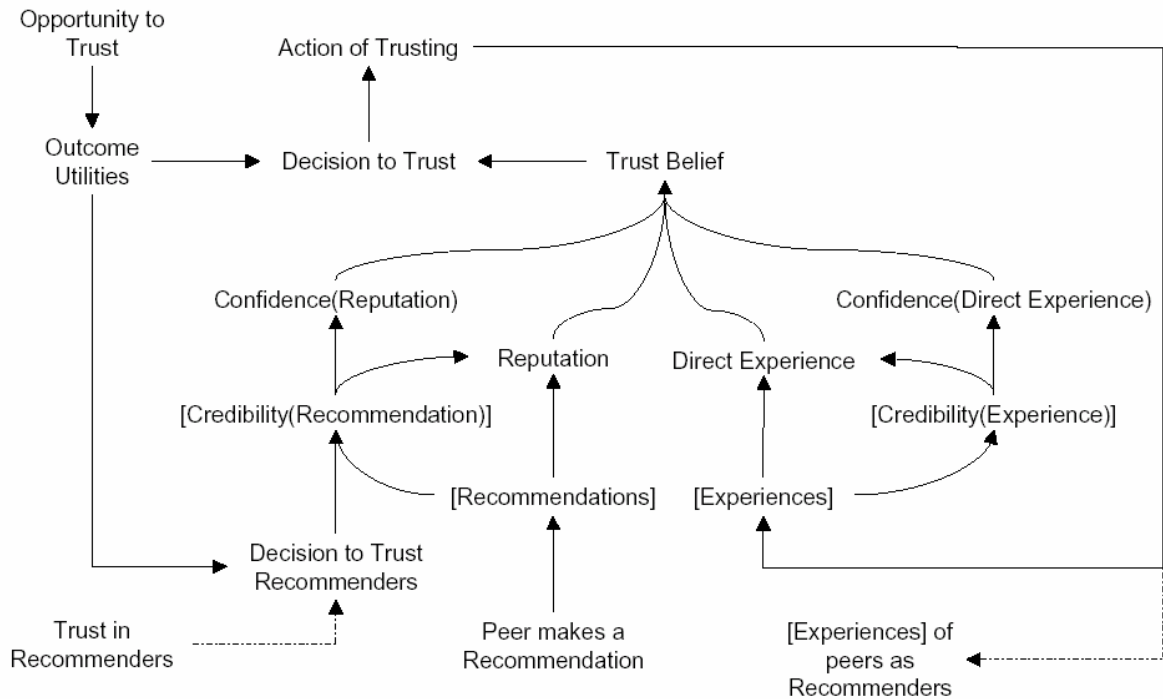 Opportunity to
Trust
Action of Trusting
Outcome
Utilities
Decision to Trust
Trust Belief
Confidence(Reputation)
Confidence(Direct Experience)
Reputation
Direct Experience
[Credibility(Recommendation)]
[Credibility(Experience)]
[Recommendations]
[Experiences]
Decision to Trust
Recommenders
Trust in
Recommenders
Peer makes a
Recommendation
[Experiences] of
peers as
Recommenders